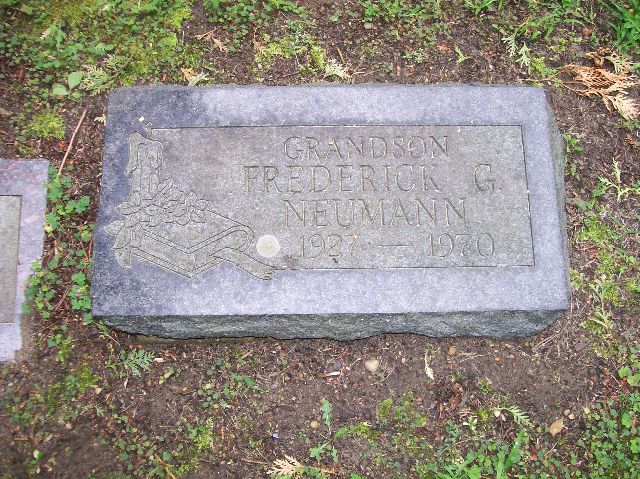 GRANDSON
FREDERICK G.
NEUMANN
1927 — 1970